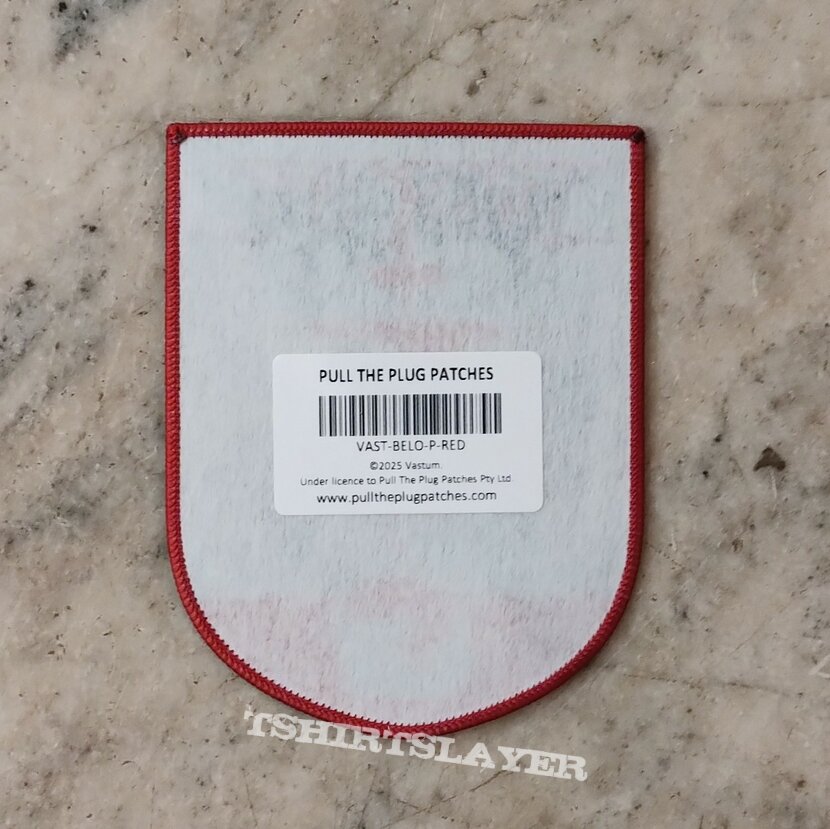 PULL THE PLUG PATCHES
VAST-BELO-P-RED
©2025 Vastum.
Under licence to Pull The Plug Patches Pty Ltd.
www.pulltheplugpatches.com
TSHIRTSLAYER